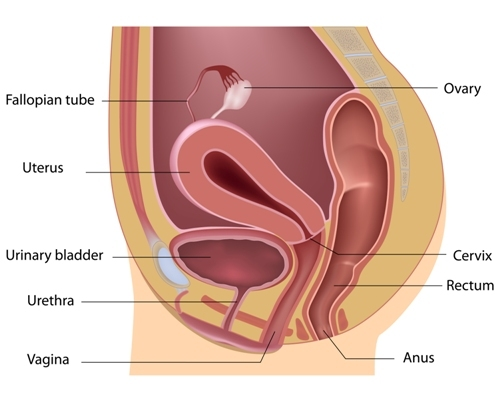 Fallopian tube
Ovary
Uterus
Urinary bladder
Cervix
Rectum
Urethra
Vagina
Anus